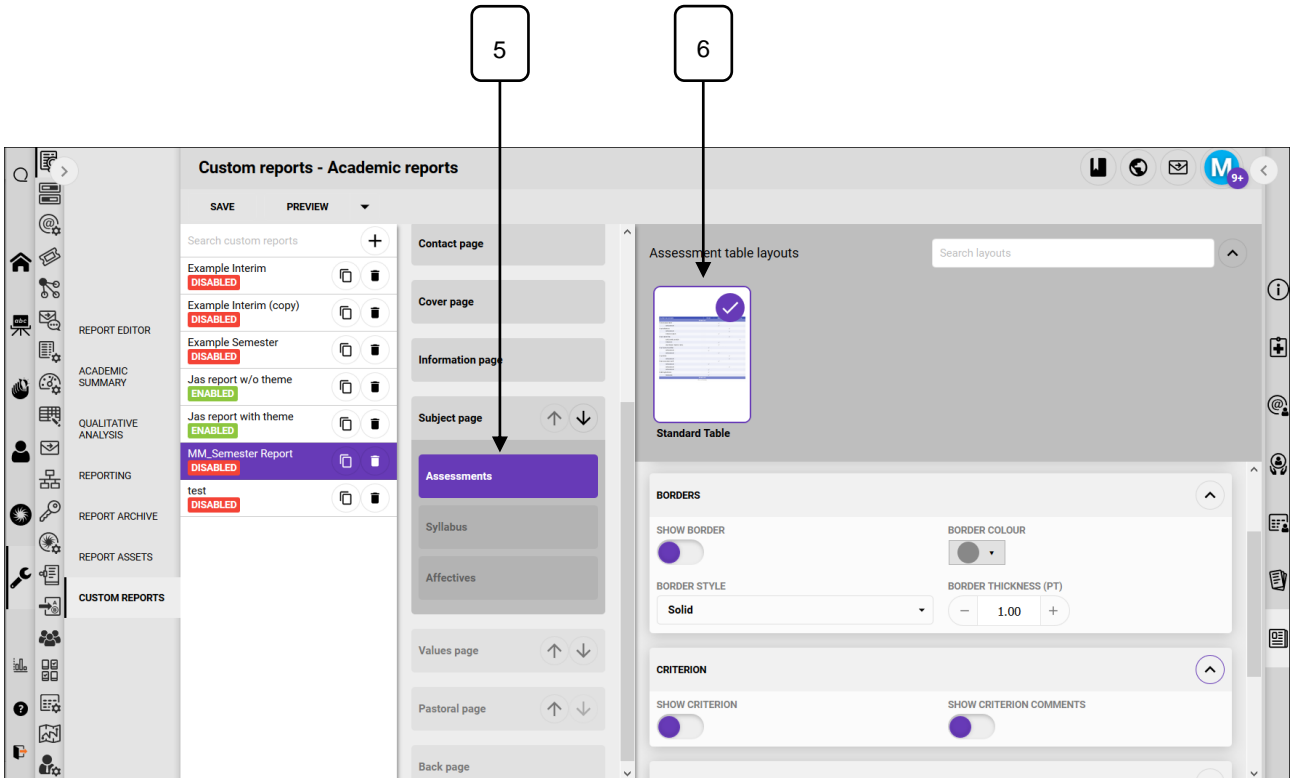 5
6
Custom reports - Academic reports
M
9+
SAVE
PREVIEW
Search custom reports
Example Interim
DISABLED
Example Interim (copy)
DISABLED
Example Semester
DISABLED
Jas report w/o theme
ENABLED
Jas report with theme
ENABLED
MM_Semester Report
DISABLED
test
DISABLED
abc
REPORT EDITOR
ACADEMIC
SUMMARY
QUALITATIVE
ANALYSIS
REPORTING
REPORT ARCHIVE
REPORT ASSETS
CUSTOM REPORTS
Contact page
Cover page
Information page
Subject page
Assessments
Syllabus
Affectives
Values page
Pastoral page
Back page
Assessment table layouts
Search layouts
Standard Table
BORDERS
SHOW BORDER
BORDER COLOUR
BORDER STYLE
BORDER THICKNESS (PT)
Solid
− 1.00 +
CRITERION
SHOW CRITERION
SHOW CRITERION COMMENTS